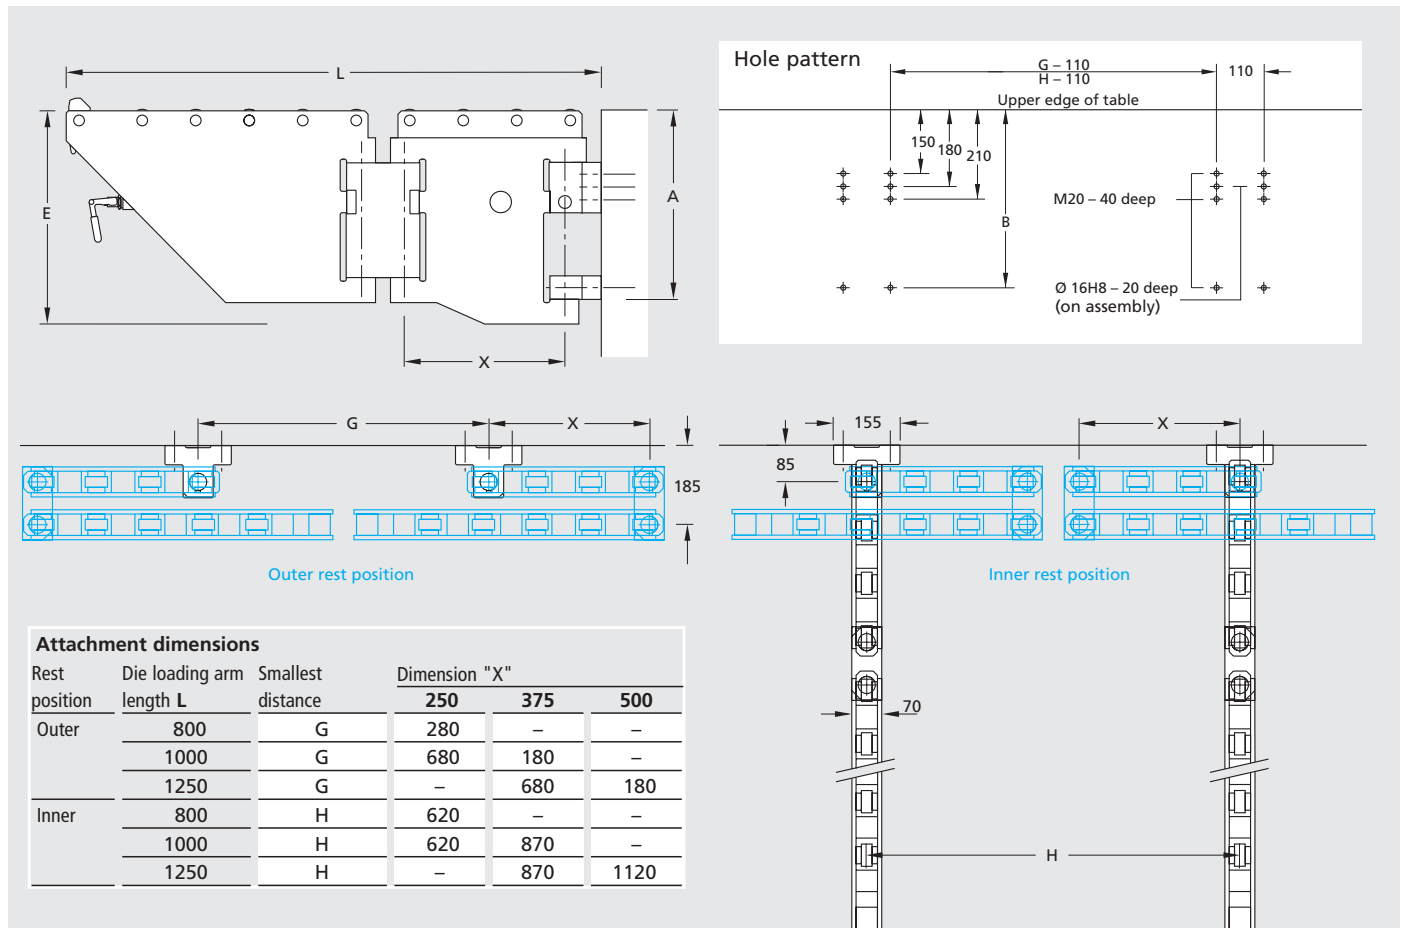 L
E
A
X
Hole pattern
G – 110
H – 110
110
Upper edge of table
150
180
210
B
M20 – 40 deep
Ø 16H8 – 20 deep
(on assembly)
G
X
185
Outer rest position
155
X
85
Inner rest position
70
H
Attachment dimensions
Rest Die loading arm Smallest Dimension "X"
position length L distance 250 375 500
Outer 800 G 280 – –
1000 G 680 180 –
1250 G – 680 180
Inner 800 H 620 – –
1000 H 620 870 –
1250 H – 870 1120